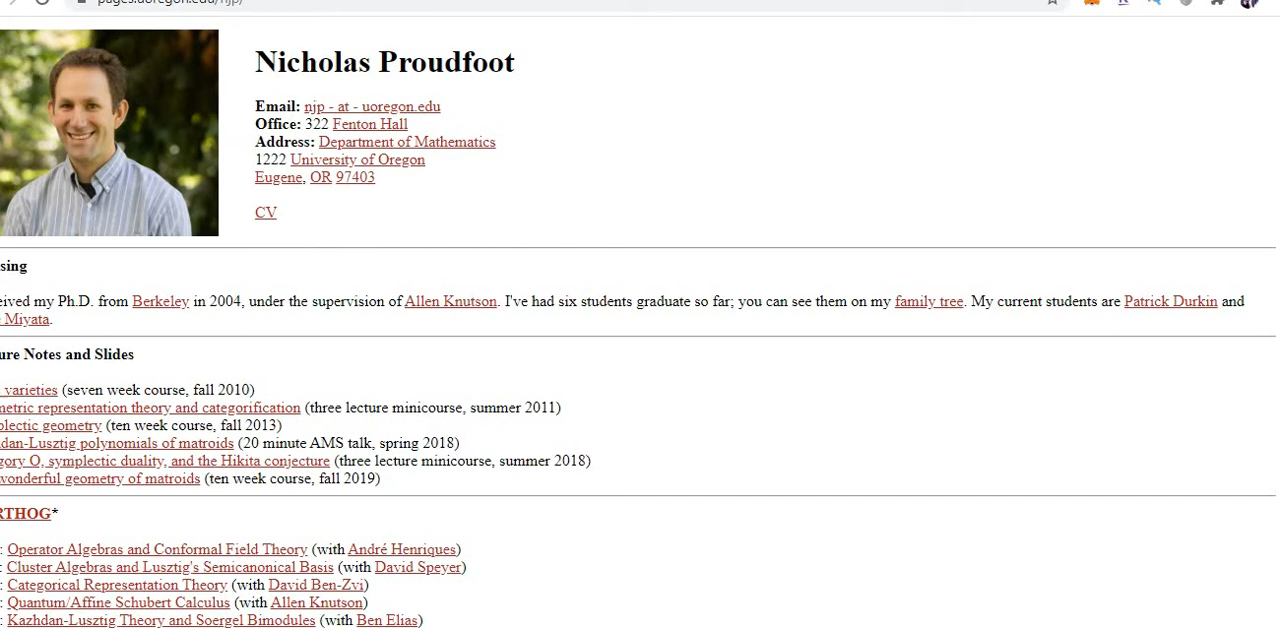 pages.uoregon.edu/njp/
Nicholas Proudfoot
Email: njp - at - uoregon.edu
Office: 322 Fenton Hall
Address: Department of Mathematics
1222 University of Oregon
Eugene, OR 97403
CV
sing
eived my Ph.D. from Berkeley in 2004, under the supervision of Allen Knutson. I've had six students graduate so far; you can see them on my family tree. My current students are Patrick Durkin and
Miyata.
ure Notes and Slides
varieties (seven week course, fall 2010)
metric representation theory and categorification (three lecture minicourse, summer 2011)
plectic geometry (ten week course, fall 2013)
dan-Lusztig polynomials of matroids (20 minute AMS talk, spring 2018)
gory O, symplectic duality, and the Hikita conjecture (three lecture minicourse, summer 2018)
wonderful geometry of matroids (ten week course, fall 2019)
RTHOG*
: Operator Algebras and Conformal Field Theory (with André Henriques)
: Cluster Algebras and Lusztig's Semicanonical Basis (with David Speyer)
: Categorical Representation Theory (with David Ben-Zvi)
: Quantum/Affine Schubert Calculus (with Allen Knutson)
: Kazhdan-Lusztig Theory and Soergel Bimodules (with Ben Elias)